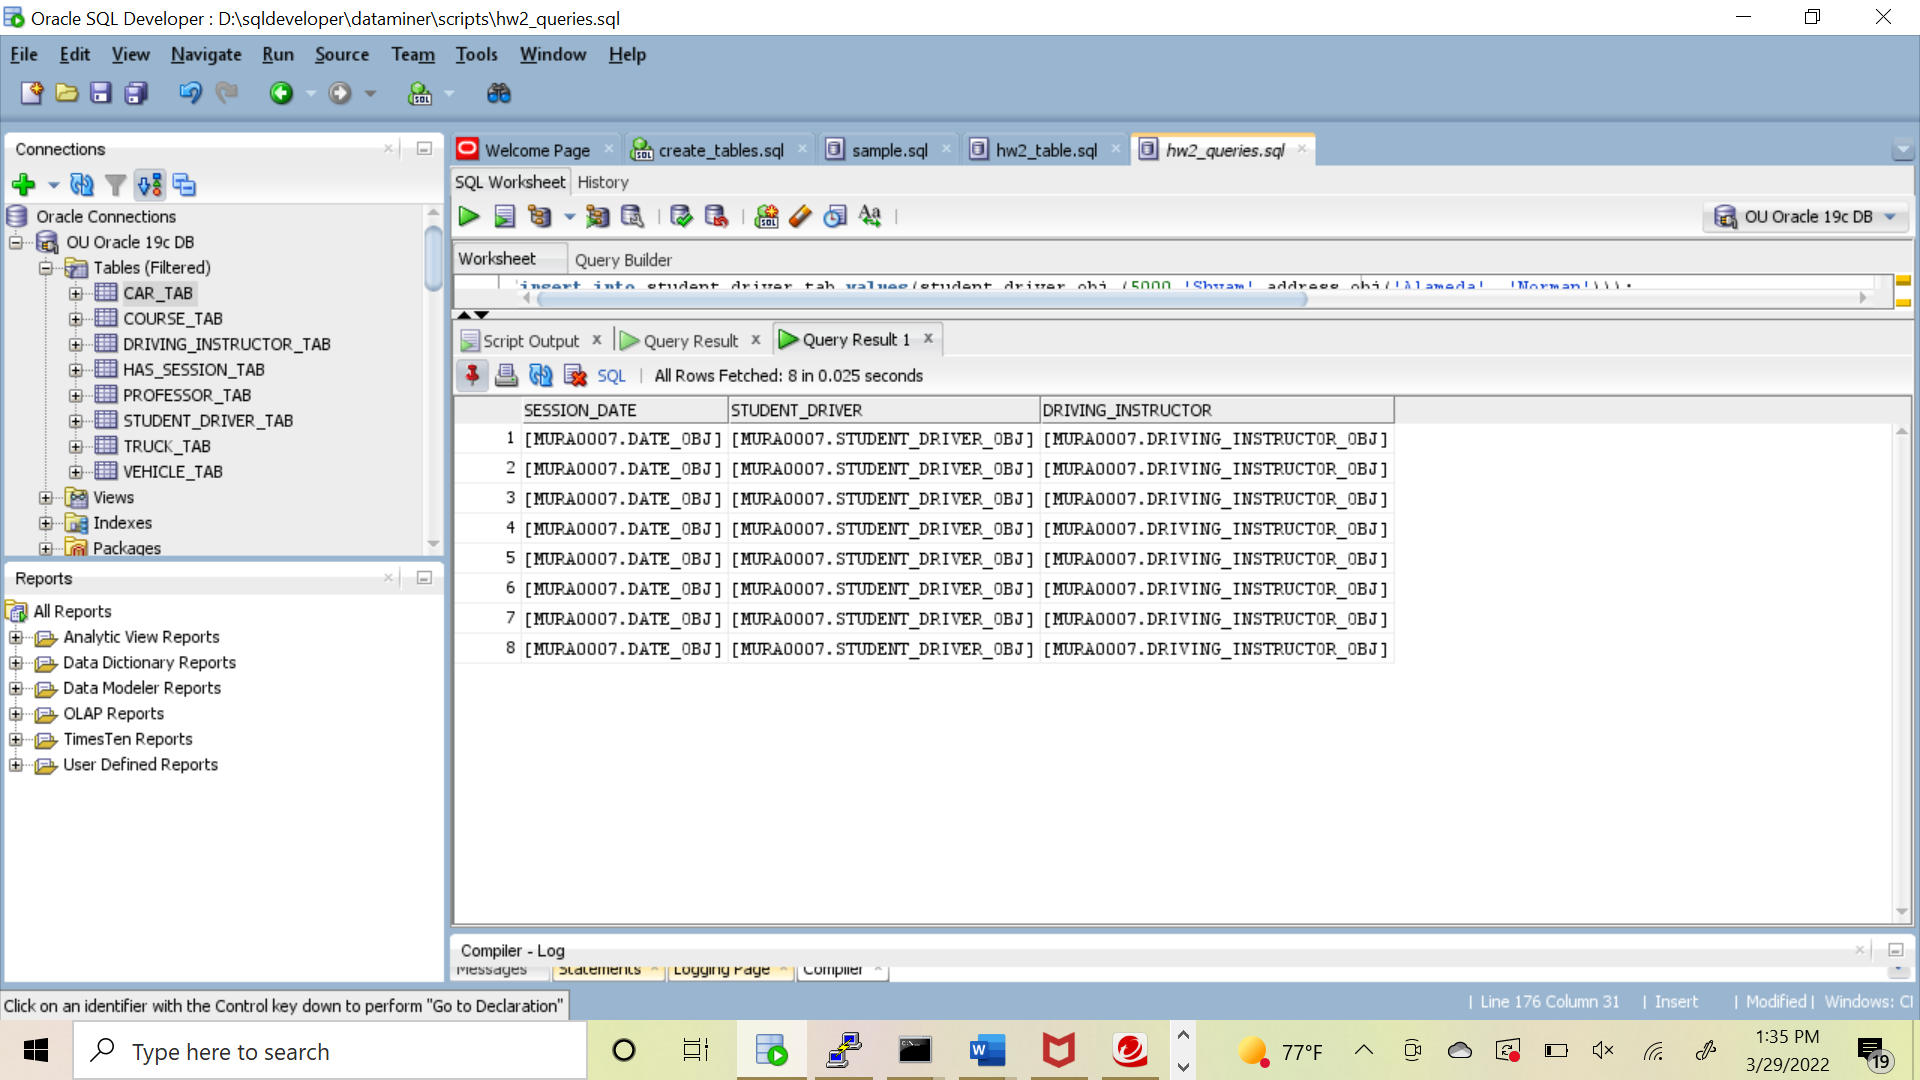 Oracle SQL Developer : D:\sqldeveloper\dataminer\scripts\hw2_queries.sql
File Edit View Navigate Run Source Team Tools Window Help
Connections
Oracle Connections
OU Oracle 19c DB
Tables (Filtered)
CAR_TAB
COURSE_TAB
DRIVING_INSTRUCTOR_TAB
HAS_SESSION_TAB
PROFESSOR_TAB
STUDENT_DRIVER_TAB
TRUCK_TAB
VEHICLE_TAB
Views
Indexes
Packages
Reports
All Reports
Analytic View Reports
Data Dictionary Reports
Data Modeler Reports
OLAP Reports
TimesTen Reports
User Defined Reports
Welcome Page create_tables.sql sample.sql hw2_table.sql hw2_queries.sql
SQL Worksheet History
OU Oracle 19c DB
Worksheet Query Builder
insert into student_driver_tab values(student_driver_obj (5000,'Shyam',address_obj('Alameda', 'Norman')));
Script Output Query Result Query Result 1
SQL All Rows Fetched: 8 in 0.025 seconds
SESSION_DATE STUDENT_DRIVER DRIVING_INSTRUCTOR
1 [MURA0007.DATE_OBJ] [MURA0007.STUDENT_DRIVER_OBJ] [MURA0007.DRIVING_INSTRUCTOR_OBJ]
2 [MURA0007.DATE_OBJ] [MURA0007.STUDENT_DRIVER_OBJ] [MURA0007.DRIVING_INSTRUCTOR_OBJ]
3 [MURA0007.DATE_OBJ] [MURA0007.STUDENT_DRIVER_OBJ] [MURA0007.DRIVING_INSTRUCTOR_OBJ]
4 [MURA0007.DATE_OBJ] [MURA0007.STUDENT_DRIVER_OBJ] [MURA0007.DRIVING_INSTRUCTOR_OBJ]
5 [MURA0007.DATE_OBJ] [MURA0007.STUDENT_DRIVER_OBJ] [MURA0007.DRIVING_INSTRUCTOR_OBJ]
6 [MURA0007.DATE_OBJ] [MURA0007.STUDENT_DRIVER_OBJ] [MURA0007.DRIVING_INSTRUCTOR_OBJ]
7 [MURA0007.DATE_OBJ] [MURA0007.STUDENT_DRIVER_OBJ] [MURA0007.DRIVING_INSTRUCTOR_OBJ]
8 [MURA0007.DATE_OBJ] [MURA0007.STUDENT_DRIVER_OBJ] [MURA0007.DRIVING_INSTRUCTOR_OBJ]
Compiler - Log
Messages Statements Logging Page Compiler
Click on an identifier with the Control key down to perform "Go to Declaration"
Line 176 Column 31 Insert Modified Windows: Cl
Type here to search
77°F
1:35 PM
3/29/2022
19